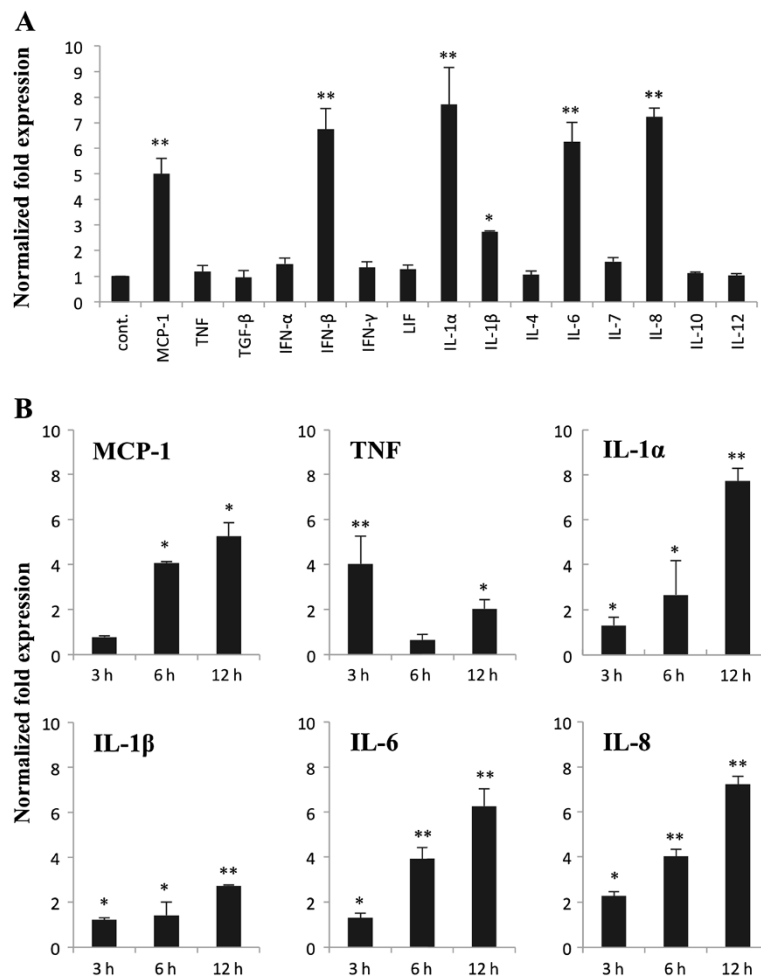 A
Normalized fold expression
10
9
8
7
6
5
4
3
2
1
0
**
**
**
*
**
**
cont.
MCP-1
TNF
TGF-β
IFN-α
IFN-β
IFN-γ
LIF
IL-1α
IL-1β
IL-4
IL-6
IL-7
IL-8
IL-10
IL-12
B
Normalized fold expression
MCP-1
10
8
6
4
2
0
*
*
3 h 6 h 12 h
TNF
10
8
6
4
2
0
**
*
3 h 6 h 12 h
IL-1α
10
8
6
4
2
0
*
*
**
3 h 6 h 12 h
IL-1β
10
8
6
4
2
0
*
*
**
3 h 6 h 12 h
IL-6
10
8
6
4
2
0
*
**
**
3 h 6 h 12 h
IL-8
10
8
6
4
2
0
*
**
**
3 h 6 h 12 h